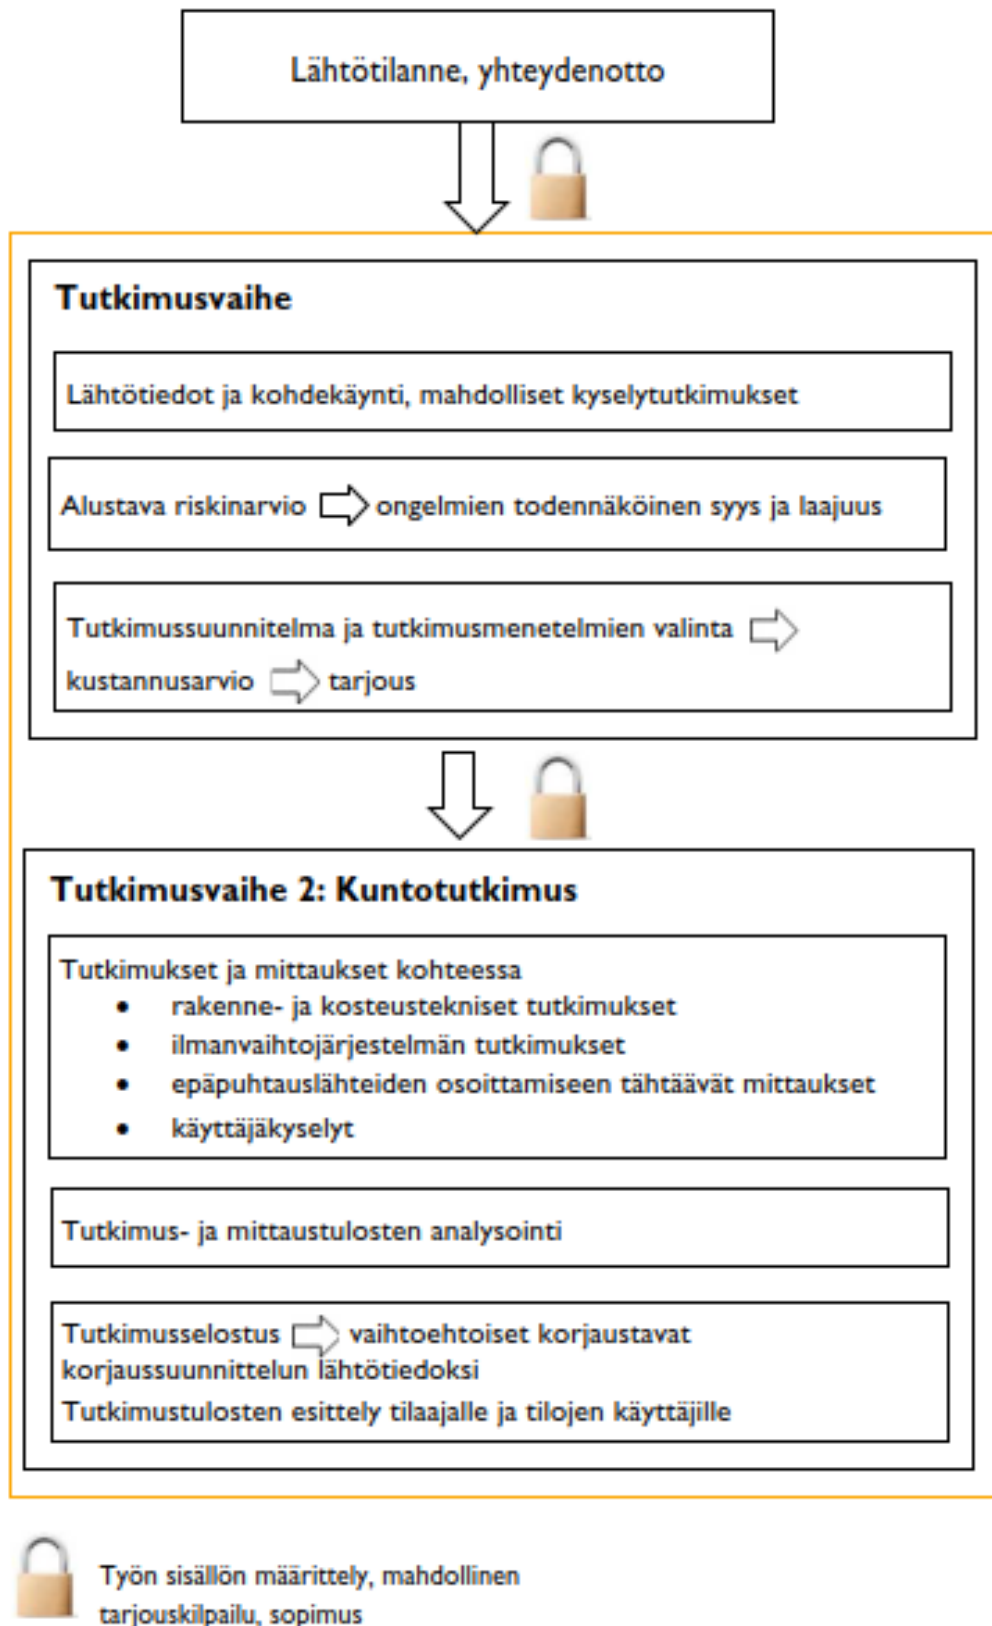 Lähtötilanne, yhteydenotto
Tutkimusvaihe
Lähtötiedot ja kohdekäynti, mahdolliset kyselytutkimukset
Alustava riskinarvio ongelmien todennäköinen syys ja laajuus
Tutkimussuunnitelma ja tutkimusmenetelmien valinta
kustannusarvio tarjous
Tutkimusvaihe 2: Kuntotutkimus
Tutkimukset ja mittaukset kohteessa
• rakenne- ja kosteustekniset tutkimukset
• ilmanvaihtojärjestelmän tutkimukset
• epäpuhtauslähteiden osoittamiseen tähtäävät mittaukset
• käyttäjäkyselyt
Tutkimus- ja mittaustulosten analysointi
Tutkimusselostus vaihtoehtoiset korjaustavat
korjaussuunnittelun lähtötiedoksi
Tutkimustulosten esittely tilaajalle ja tilojen käyttäjille
Työn sisällön määrittely, mahdollinen
tarjouskilpailu, sopimus